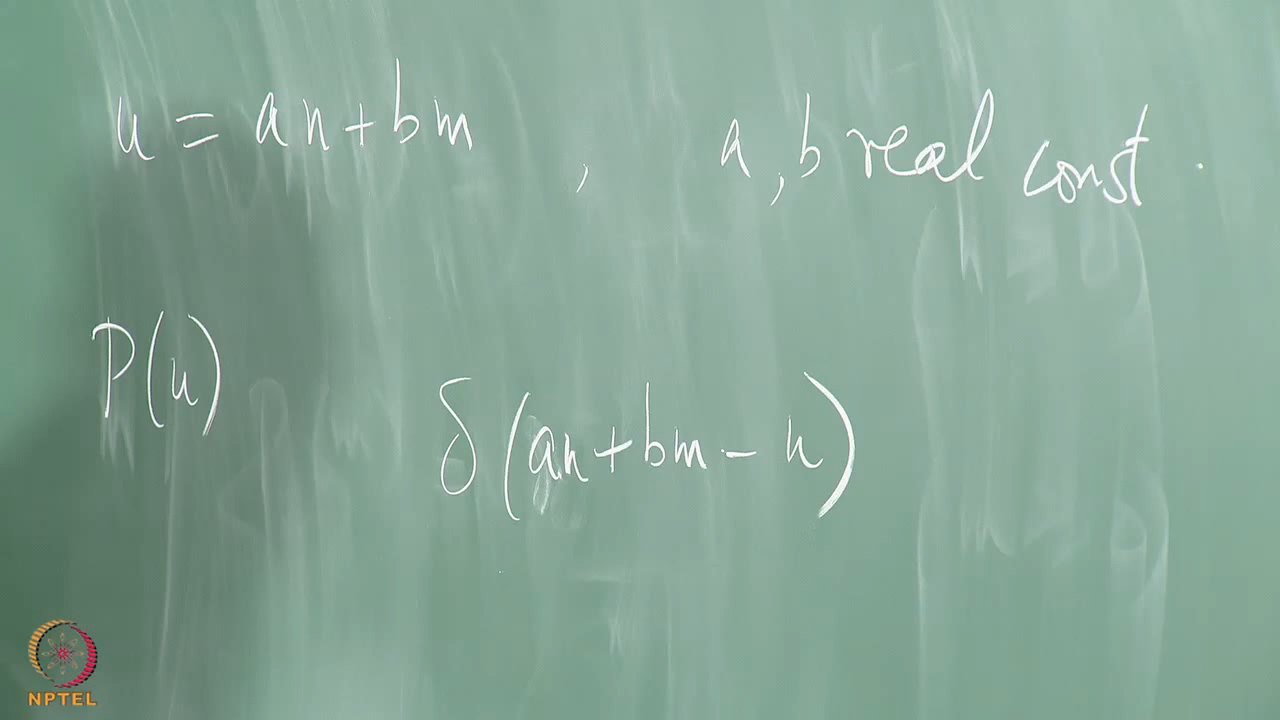 u = an + bm , a, b real const.
P(u) δ(an + bm − u)
NPTEL